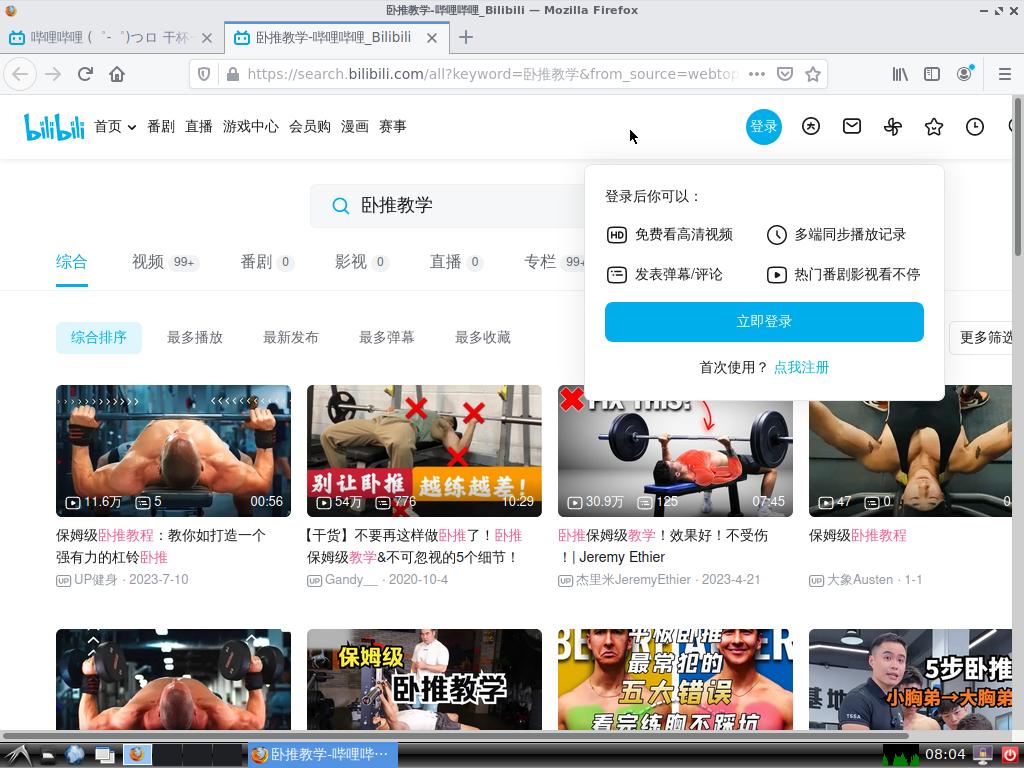 卧推教学-哔哩哔哩_Bilibili — Mozilla Firefox
哔哩哔哩 (゜-゜)つロ 干杯
卧推教学-哔哩哔哩_Bilibili
https://search.bilibili.com/all?keyword=卧推教学&from_source=webtop
bilibili 首页 番剧 直播 游戏中心 会员购 漫画 赛事 登录
登录后你可以：
免费看高清视频 多端同步播放记录
发表弹幕/评论 热门番剧影视看不停
立即登录
首次使用？ 点我注册
卧推教学
综合 视频 99+ 番剧 0 影视 0 直播 0 专栏 99+
综合排序 最多播放 最新发布 最多弹幕 最多收藏 更多筛选
别让卧推 越练越差！
FIX THIS!
11.6万 5 00:56
54万 776 10:29
30.9万 125 07:45
47 0 0
保姆级卧推教程：教你如打造一个
强有力的杠铃卧推
UP健身 · 2023-7-10
【干货】不要再这样做卧推了！卧推
保姆级教学&不可忽视的5个细节！
Gandy__ · 2020-10-4
卧推保姆级教学！效果好！不受伤
！| Jeremy Ethier
杰里米JeremyEthier · 2023-4-21
保姆级卧推教程
大象Austen · 1-1
保姆级
卧推教学
平板卧推
最常犯的
五大错误
看完练胸不踩坑
5步卧推
小胸弟→大胸弟
TSSA
卧推教学-哔哩哔···
08:04